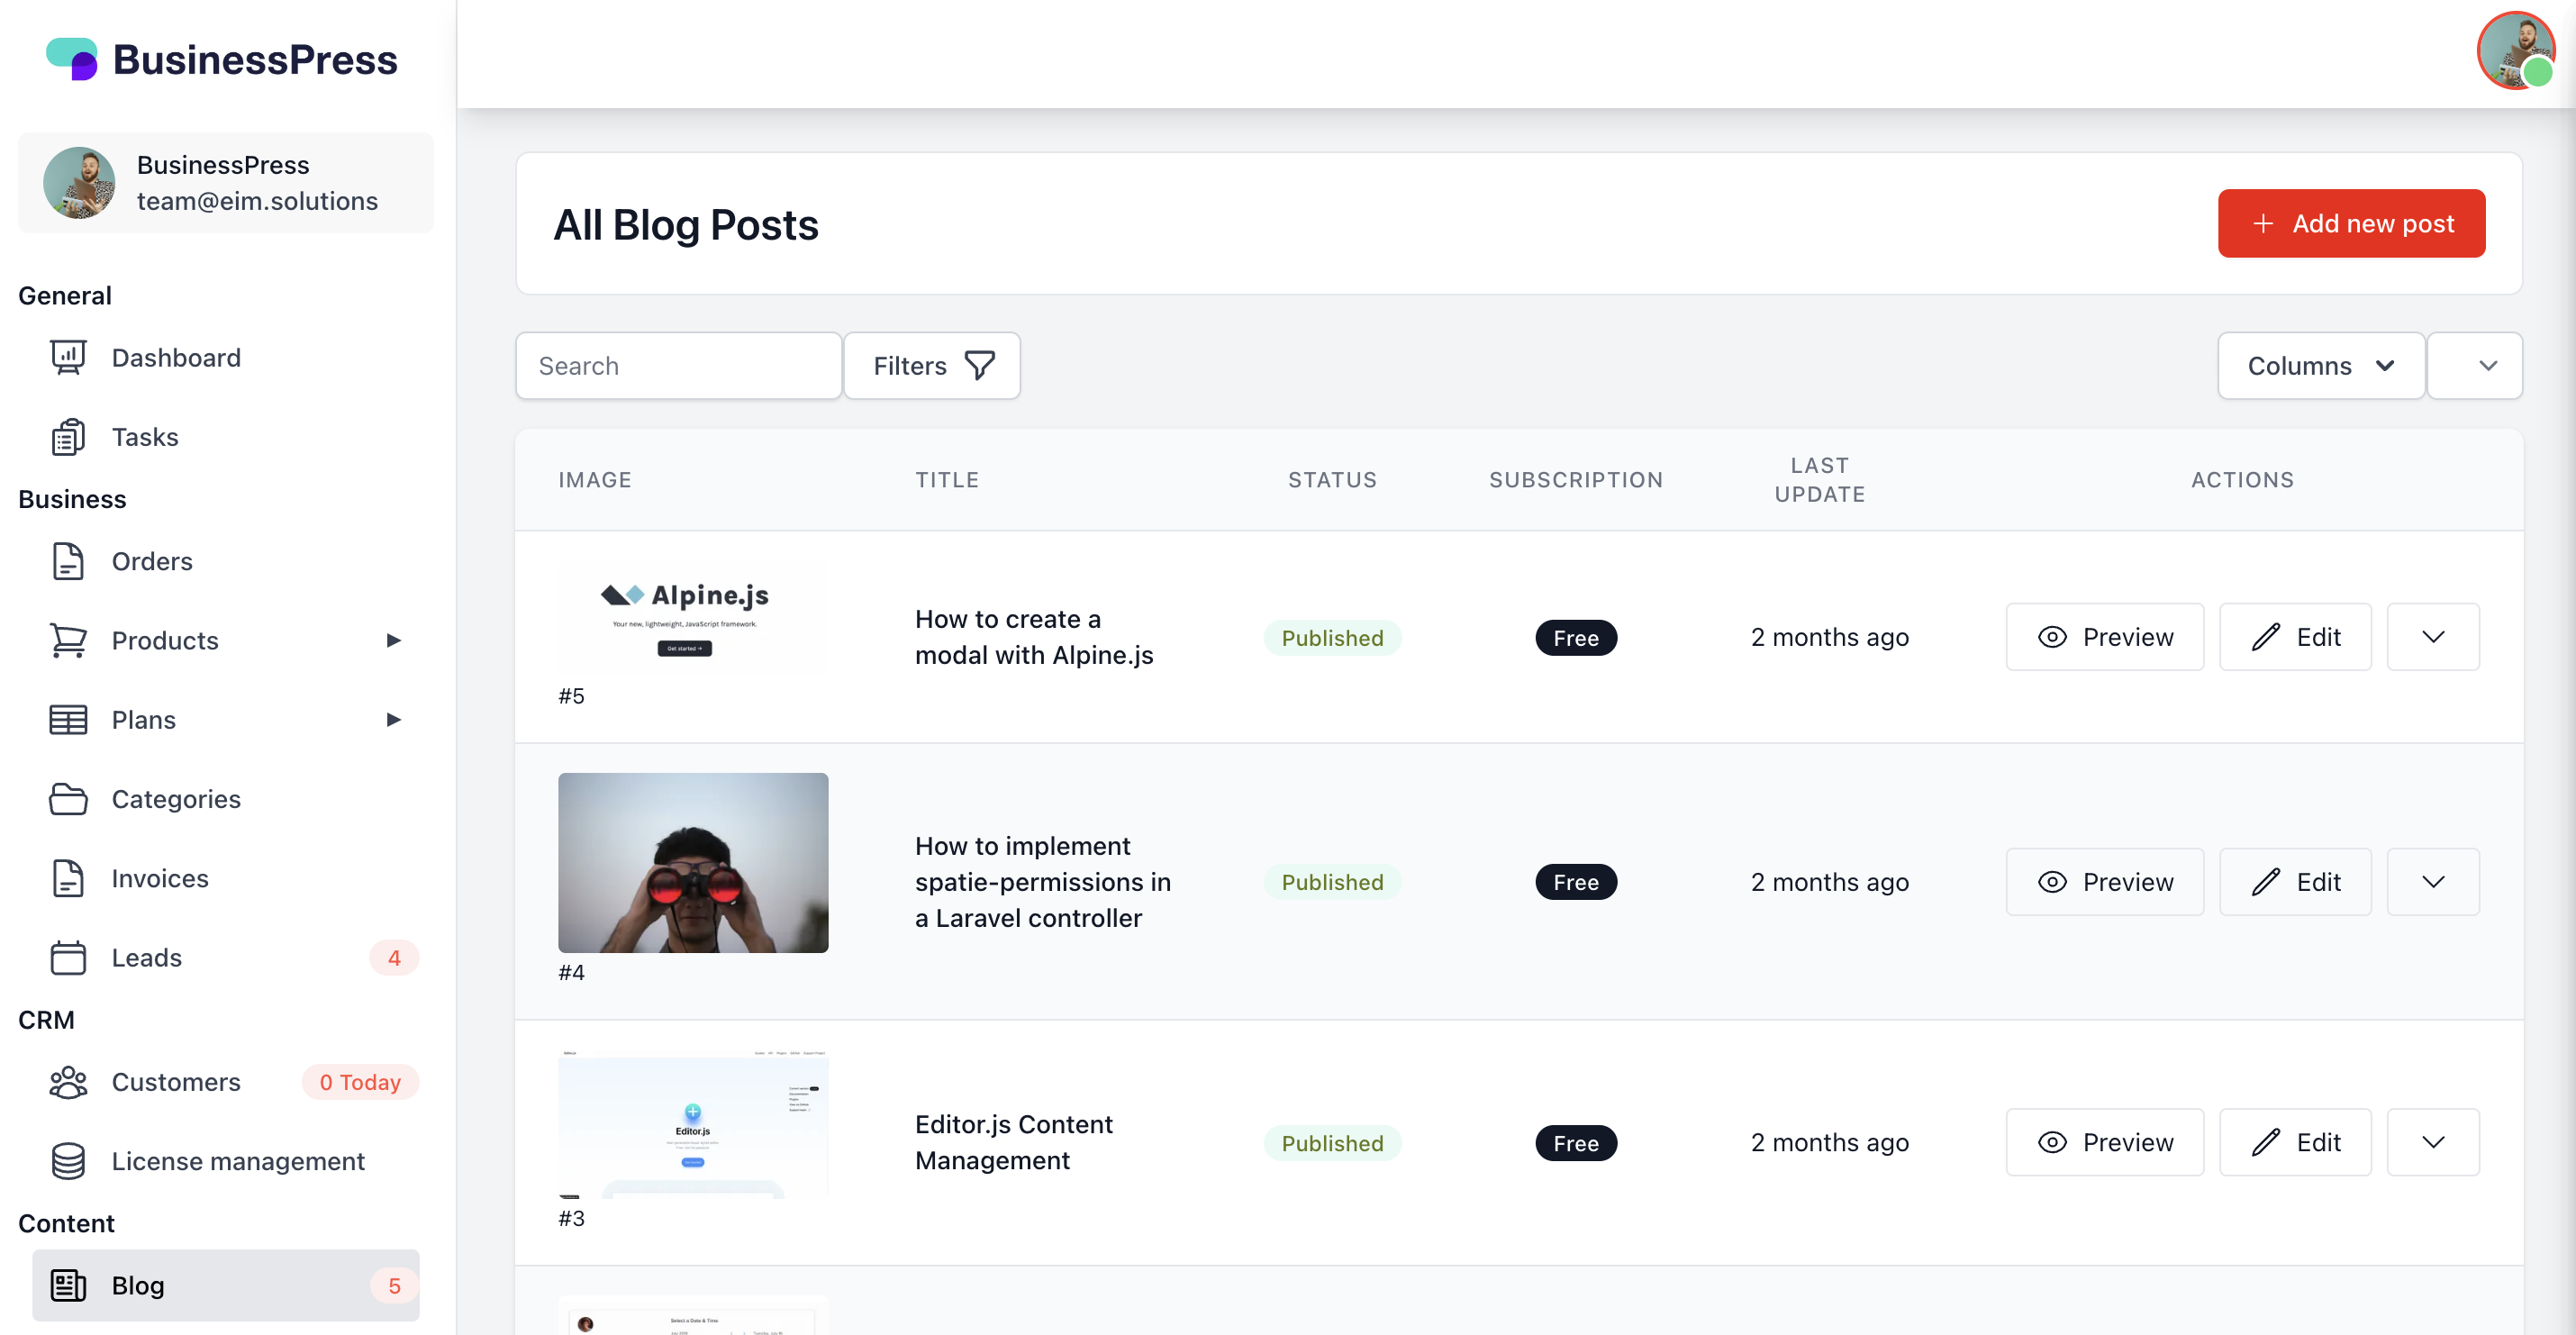 BusinessPress
BusinessPress
team@eim.solutions
General
Dashboard
Tasks
Business
Orders
Products
Plans
Categories
Invoices
Leads
4
CRM
Customers
0 Today
License management
Content
Blog
5
All Blog Posts
Add new post
Search
Filters
Columns
IMAGE
TITLE
STATUS
SUBSCRIPTION
LAST
UPDATE
ACTIONS
Alpine.js
Your new, lightweight, JavaScript framework.
Get started
#5
How to create a
modal with Alpine.js
Published
Free
2 months ago
Preview
Edit
#4
How to implement
spatie-permissions in
a Laravel controller
Published
Free
2 months ago
Preview
Edit
Editor.js
#3
Editor.js Content
Management
Published
Free
2 months ago
Preview
Edit
Select a Date & Time